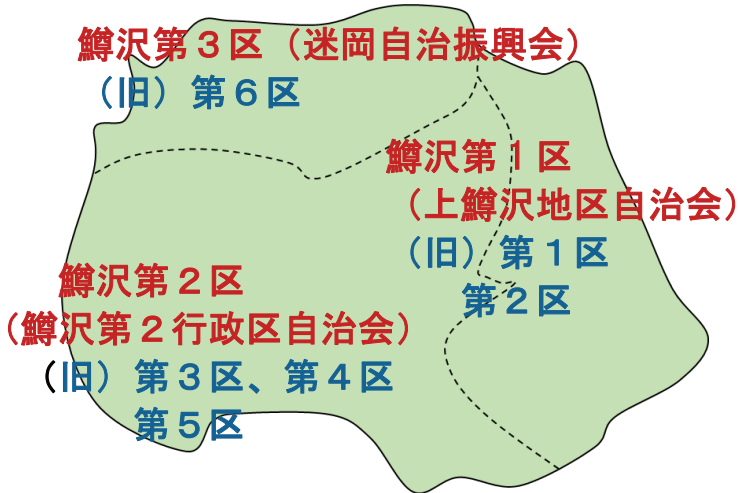 鱒沢第３区（迷岡自治振興会）
（旧）第６区
鱒沢第１区
（上鱒沢地区自治会）
（旧）第１区
第２区
鱒沢第２区
（鱒沢第２行政区自治会）
（旧）第３区、第４区
第５区